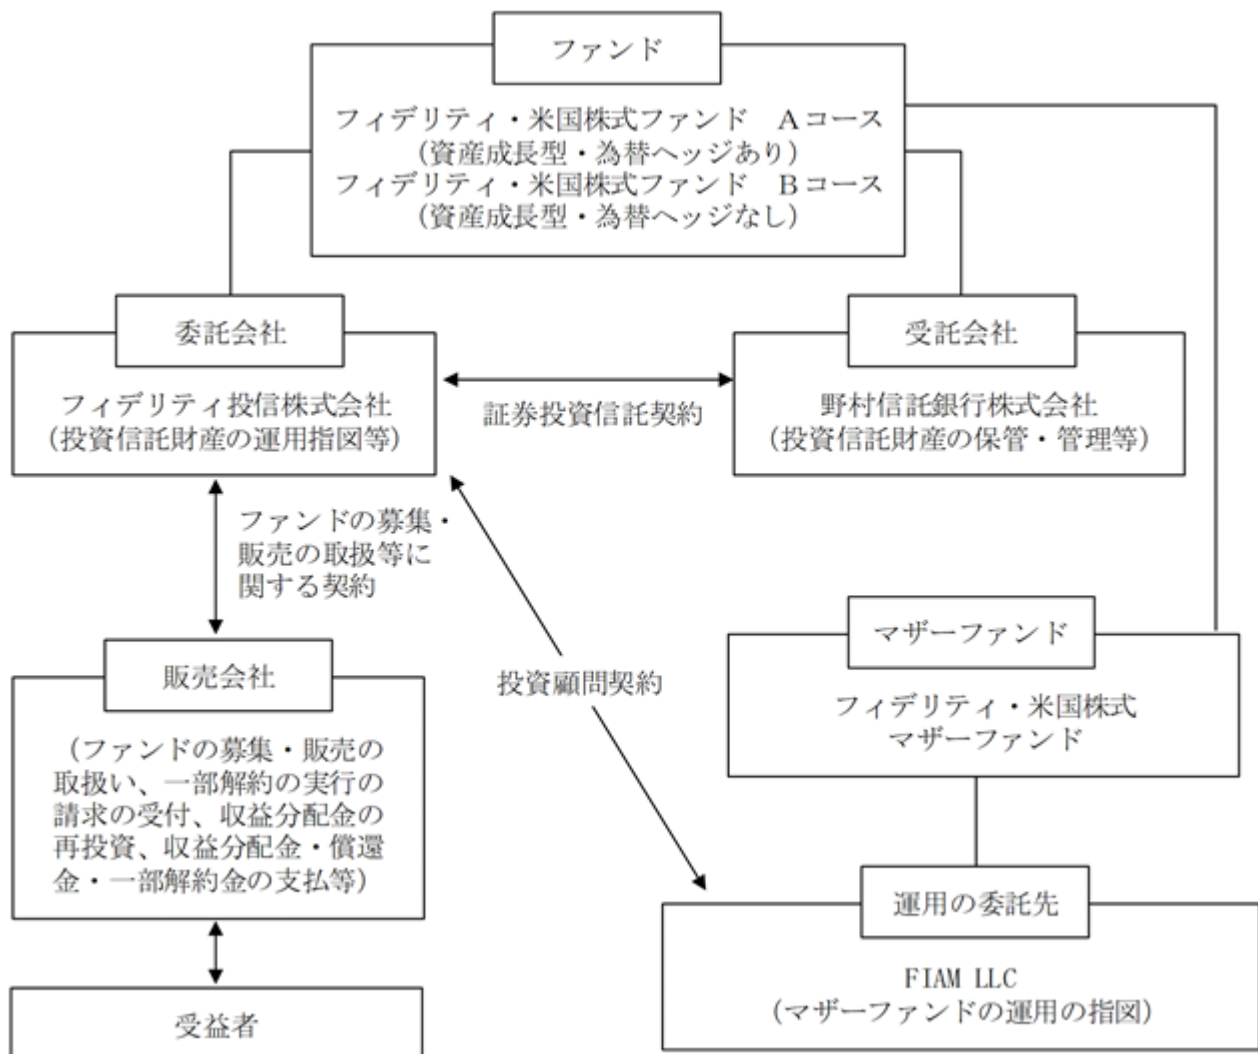 ファンド
フィデリティ・米国株式ファンド　Ａコース
（資産成長型・為替ヘッジあり）
フィデリティ・米国株式ファンド　Ｂコース
（資産成長型・為替ヘッジなし）
委託会社
フィデリティ投信株式会社
（投資信託財産の運用指図等）
証券投資信託契約
受託会社
野村信託銀行株式会社
（投資信託財産の保管・管理等）
ファンドの募集・
販売の取扱等に
関する契約
投資顧問契約
マザーファンド
フィデリティ・米国株式
マザーファンド
販売会社
（ファンドの募集・販売の
取扱い、一部解約の実行の
請求の受付、収益分配金の
再投資、収益分配金・償還
金・一部解約金の支払等）
運用の委託先
FIAM LLC
（マザーファンドの運用の指図）
受益者